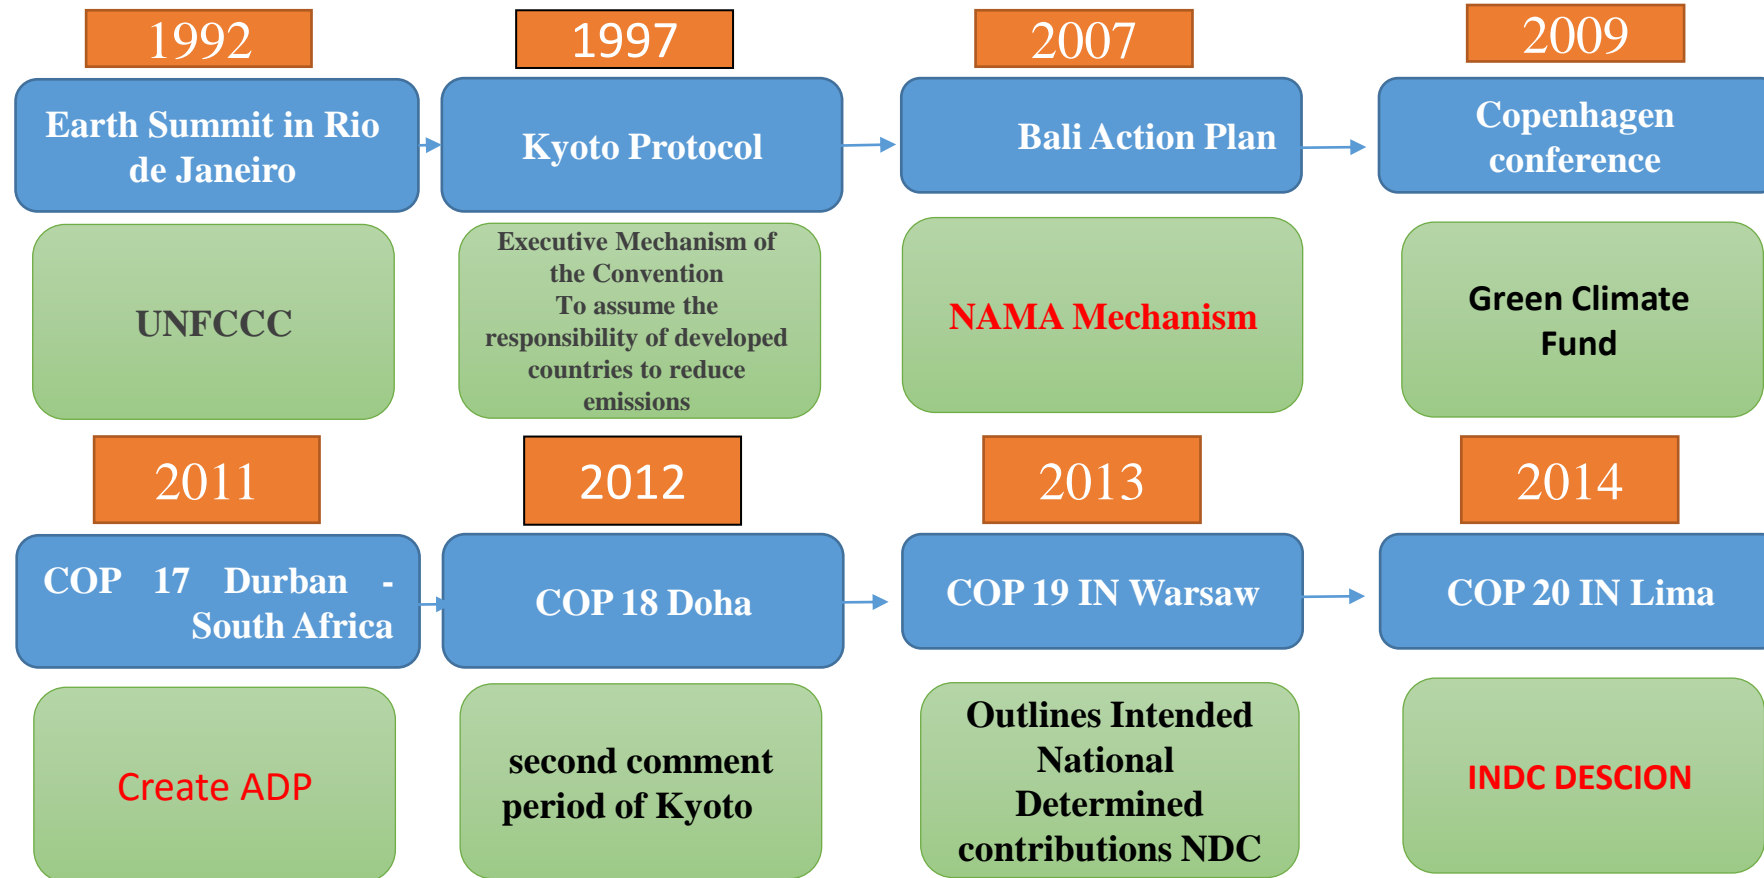 1992
1997
2007
2009
Earth Summit in Rio
de Janeiro
Kyoto Protocol
Bali Action Plan
Copenhagen
conference
UNFCCC
Executive Mechanism of
the Convention
To assume the
responsibility of developed
countries to reduce
emissions
NAMA Mechanism
Green Climate
Fund
2011
2012
2013
2014
COP 17 Durban -
South Africa
COP 18 Doha
COP 19 IN Warsaw
COP 20 IN Lima
Create ADP
second comment
period of Kyoto
Outlines Intended
National
Determined
contributions NDC
INDC DESCION